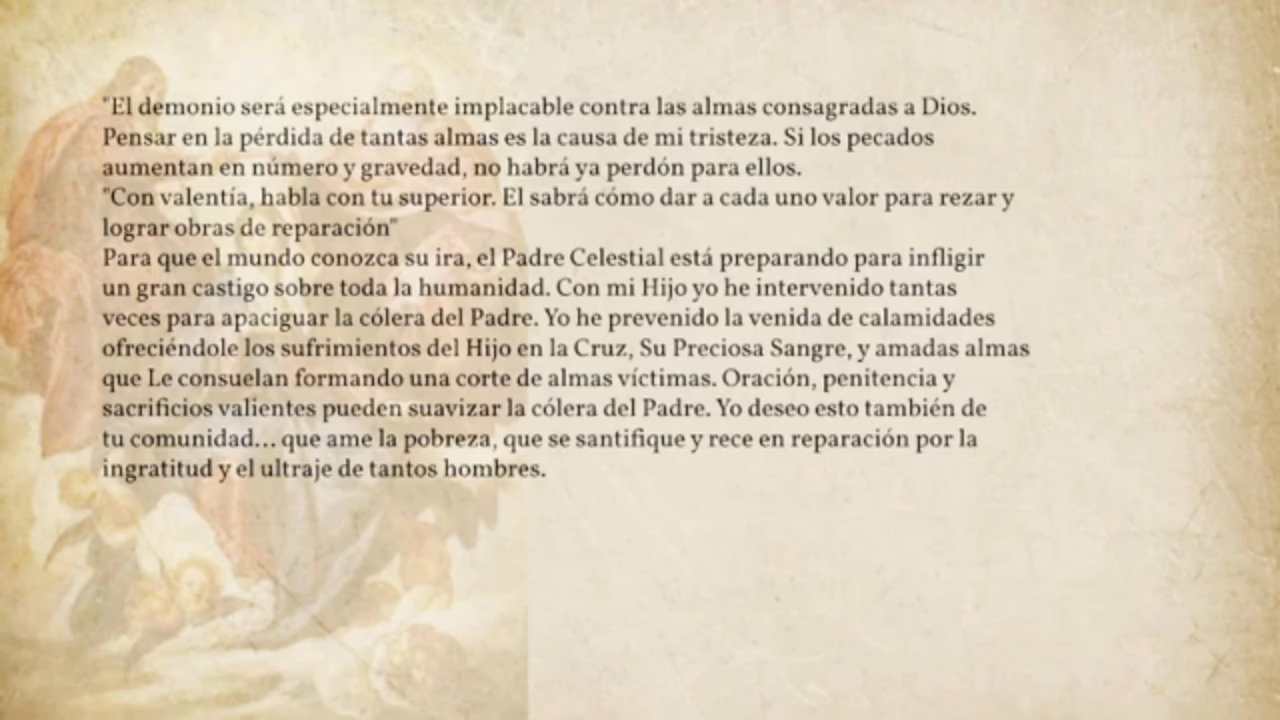 "El demonio será especialmente implacable contra las almas consagradas a Dios.
Pensar en la pérdida de tantas almas es la causa de mi tristeza. Si los pecados
aumentan en número y gravedad, no habrá ya perdón para ellos.
"Con valentía, habla con tu superior. El sabrá cómo dar a cada uno valor para rezar y
lograr obras de reparación"
Para que el mundo conozca su ira, el Padre Celestial está preparando para infligir
un gran castigo sobre toda la humanidad. Con mi Hijo yo he intervenido tantas
veces para apaciguar la cólera del Padre. Yo he prevenido la venida de calamidades
ofreciéndole los sufrimientos del Hijo en la Cruz, Su Preciosa Sangre, y amadas almas
que Le consuelan formando una corte de almas víctimas. Oración, penitencia y
sacrificios valientes pueden suavizar la cólera del Padre. Yo deseo esto también de
tu comunidad... que ame la pobreza, que se santifique y rece en reparación por la
ingratitud y el ultraje de tantos hombres.